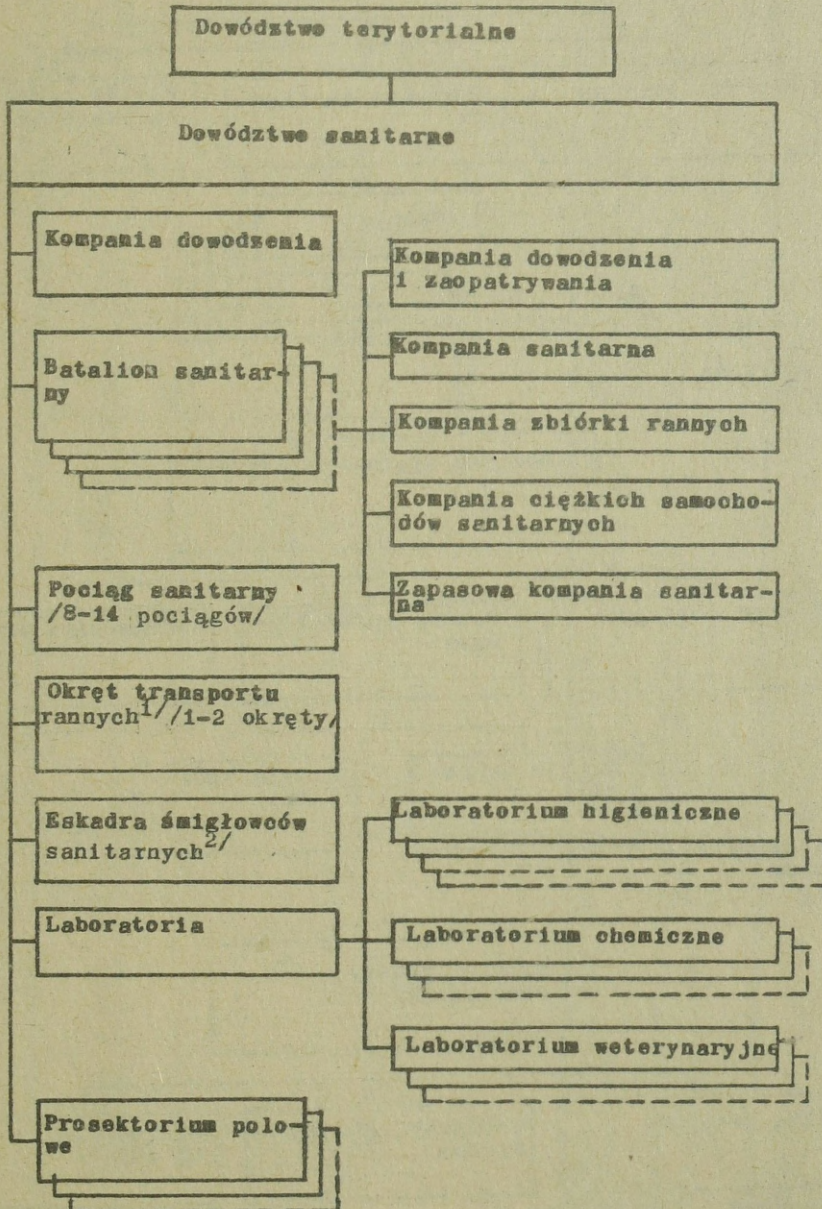 Dowództwo terytorialne
Dowództwo sanitarne
Kompania dowodzenia
Batalion sanitar-
ny
Kompania dowodzenia
i zaopatrywania
Kompania sanitarna
Kompania zbiórki rannych
Kompania ciężkich samocho-
dów sanitarnych
Zapasowa kompania sanitar-
na
Pociąg sanitarny
/8-14 pociągów/
Okręt transportu
rannych1/ /1-2 okręty/
Eskadra śmigłowców
sanitarnych2/
Laboratoria
Laboratorium higieniczne
Laboratorium chemiczne
Laboratorium weterynaryjne
Prosektorium polo-
we